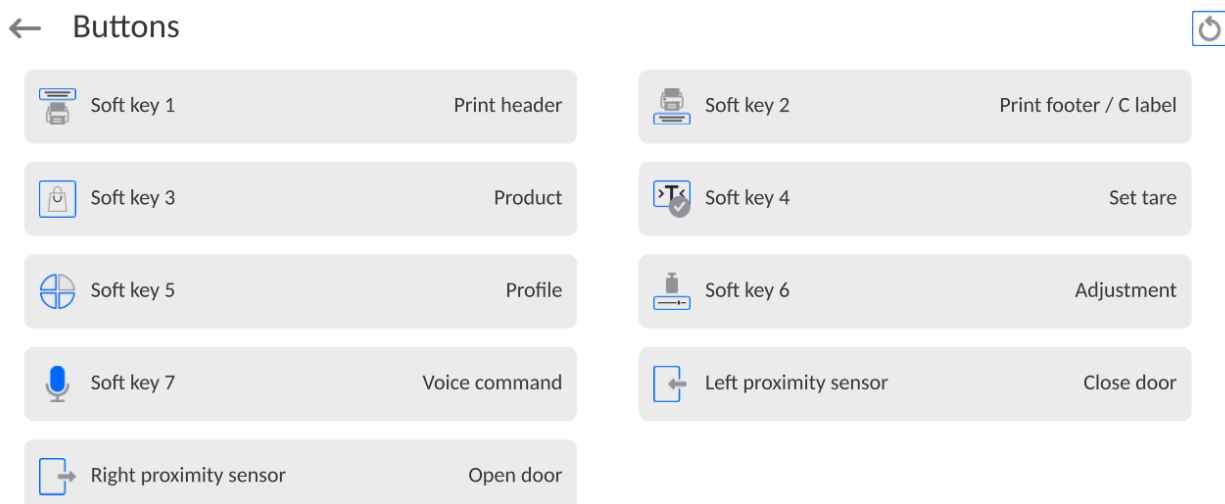 Buttons
Soft key 1 Print header
Soft key 2 Print footer / C label
Soft key 3 Product
>T< Soft key 4 Set tare
Soft key 5 Profile
Soft key 6 Adjustment
Soft key 7 Voice command
Left proximity sensor Close door
Right proximity sensor Open door